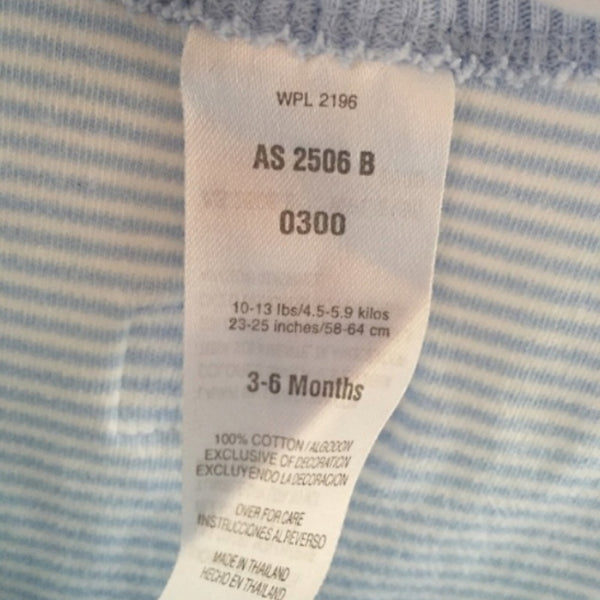 WPL 2196
AS 2506 B
0300
10-13 lbs/4.5-5.9 kilos
23-25 inches/58-64 cm
3-6 Months
100% COTTON/ALGODON
EXCLUSIVE OF DECORATION
EXCLUYENDO LA DECORACION
OVER FOR CARE
INSTRUCCIONES AL REVERSO
MADE IN THAILAND
HECHO EN THAILAND